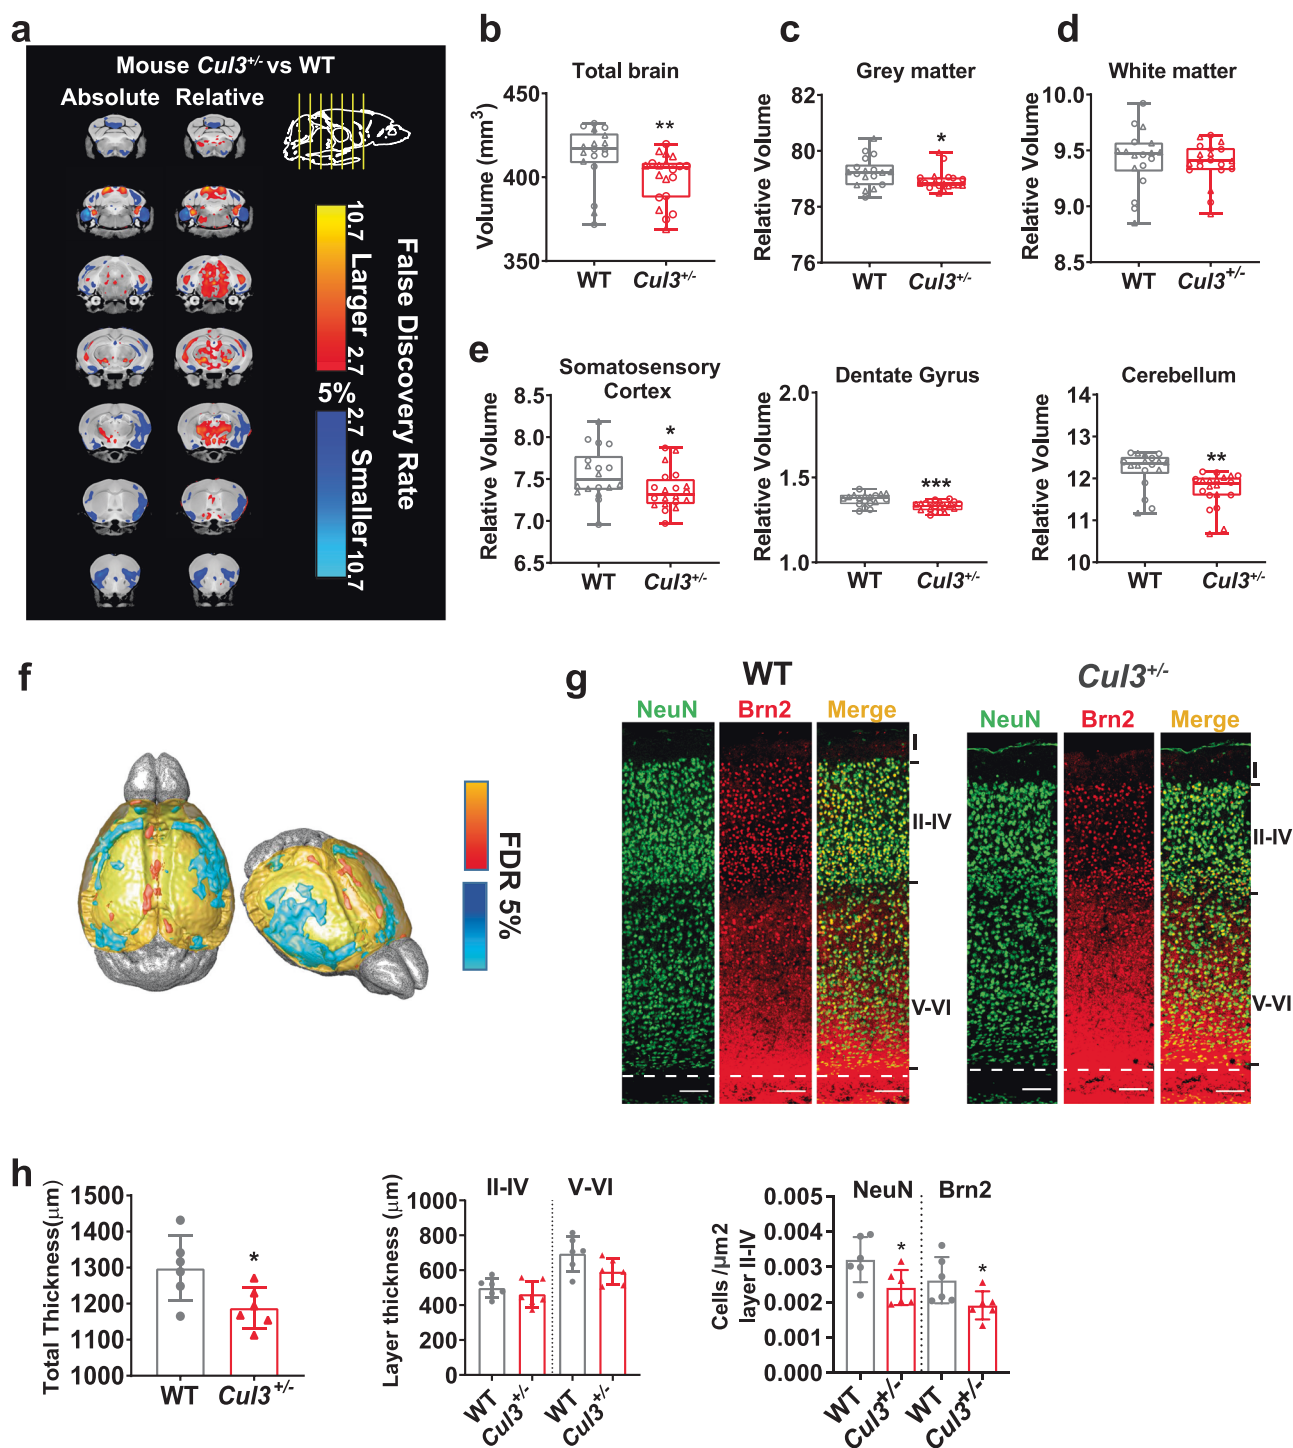 a
Mouse Cul3+/- vs WT
Absolute Relative
10.7 Larger 2.7
5%
2.7 Smaller 10.7
False Discovery Rate
b
Total brain
Volume (mm3)
450
400
350
**
WT Cul3+/-
c
Grey matter
Relative Volume
82
80
78
76
*
WT Cul3+/-
d
White matter
Relative Volume
10.0
9.5
9.0
8.5
WT Cul3+/-
e
Somatosensory
Cortex
Relative Volume
8.5
8.0
7.5
7.0
6.5
*
WT Cul3+/-
Dentate Gyrus
Relative Volume
2.0
1.5
1.0
***
WT Cul3+/-
Cerebellum
Relative Volume
14
13
12
11
10
**
WT Cul3+/-
f
FDR 5%
g
WT
NeuN Brn2 Merge
I
II-IV
V-VI
Cul3+/-
NeuN Brn2 Merge
I
II-IV
V-VI
h
Total Thickness(μm)
1500
1400
1300
1200
1100
1000
*
WT Cul3+/-
Layer thickness (μm)
1000
800
600
400
200
0
II-IV V-VI
WT Cul3+/- WT Cul3+/-
Cells /μm2
layer II-IV
0.005
0.004
0.003
0.002
0.001
0.000
NeuN Brn2
* *
WT Cul3+/- WT Cul3+/-